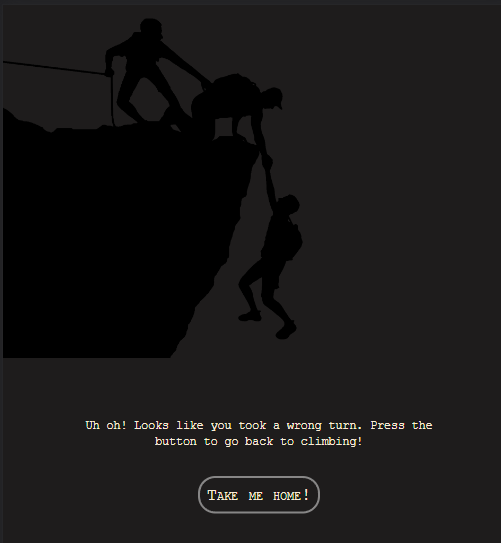 Uh oh! Looks like you took a wrong turn. Press the
button to go back to climbing!
Take me home!